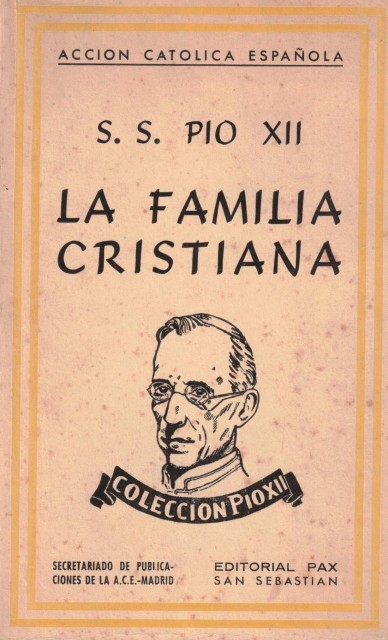 ACCION CATOLICA ESPAÑOLA
S. S. PIO XII
LA FAMILIA
CRISTIANA
COLECCION PIO XII
SECRETARIADO DE PUBLICA-
CIONES DE LA A.C.E.-MADRID
EDITORIAL PAX
SAN SEBASTIAN